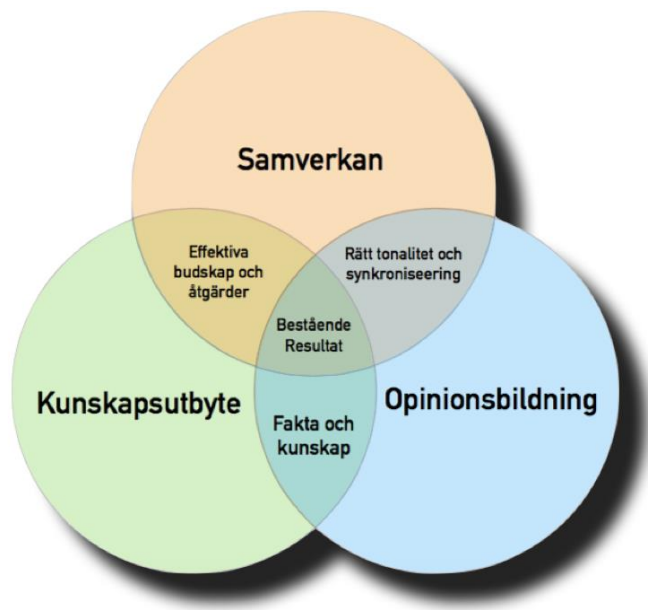 Samverkan
Effektiva
budskap och
åtgärder
Rätt tonalitet och
synkroniseering
Bestående
Resultat
Kunskapsutbyte
Opinionsbildning
Fakta och
kunskap